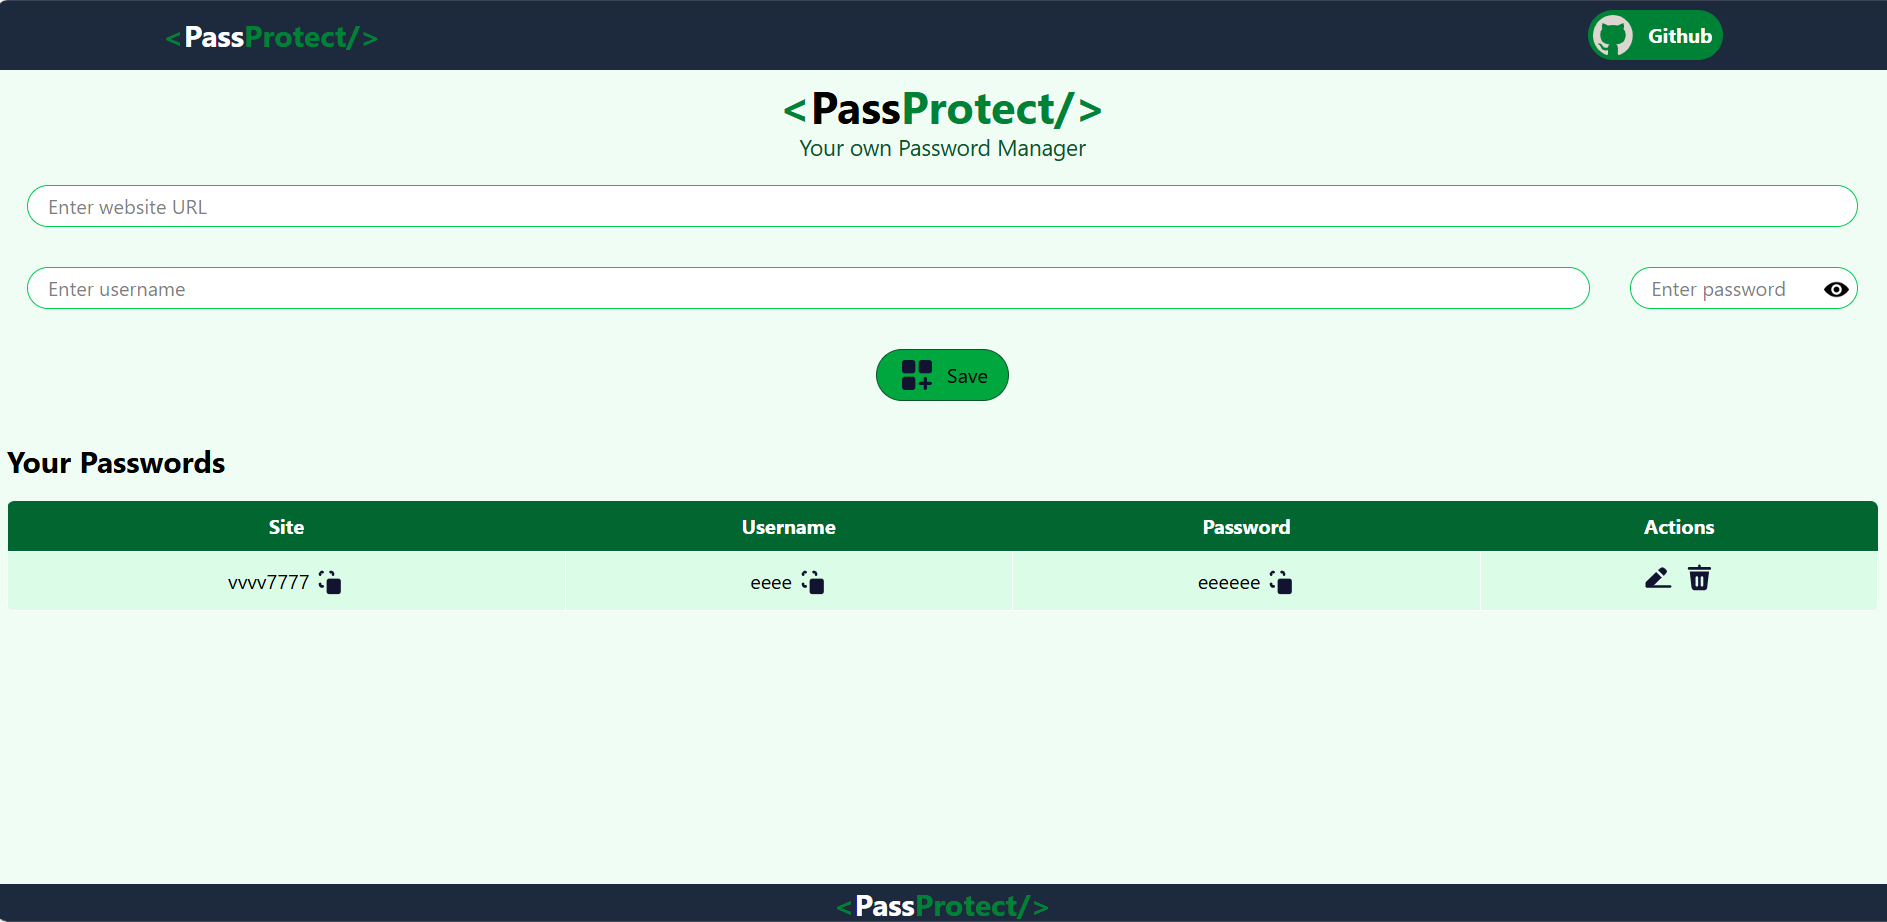 <PassProtect/>
Github
<PassProtect/>
Your own Password Manager
Enter website URL
Enter username
Enter password
Save
Your Passwords
Site Username Password Actions
vvvv7777 eeee eeeeee
<PassProtect/>